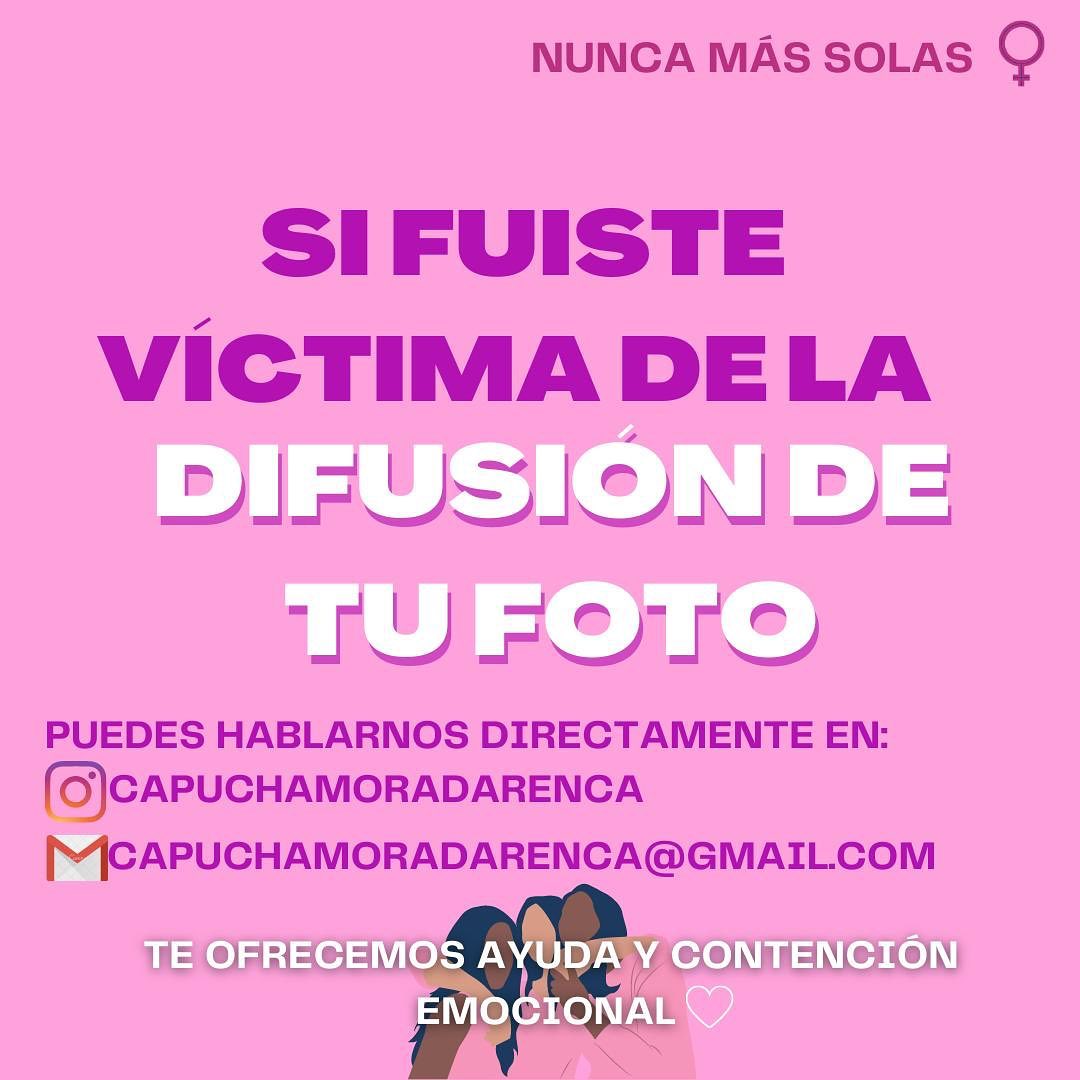 NUNCA MÁS SOLAS
SI FUISTE
VÍCTIMA DE LA
DIFUSIÓN DE
TU FOTO
PUEDES HABLARNOS DIRECTAMENTE EN:
CAPUCHAMORADARENCA
CAPUCHAMORADARENCA@GMAIL.COM
TE OFRECEMOS AYUDA Y CONTENCIÓN
EMOCIONAL